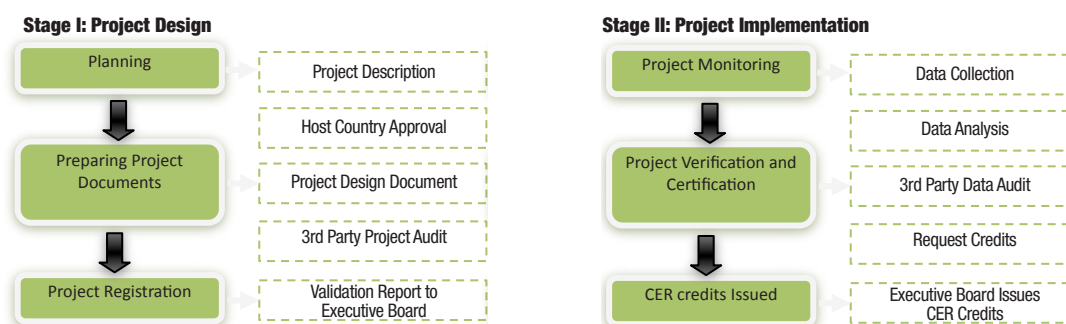 Stage I: Project Design
Planning
Project Description
Host Country Approval
Preparing Project
Documents
Project Design Document
3rd Party Project Audit
Project Registration
Validation Report to
Executive Board
Stage II: Project Implementation
Project Monitoring
Data Collection
Data Analysis
Project Verification and
Certification
3rd Party Data Audit
Request Credits
CER credits Issued
Executive Board Issues
CER Credits